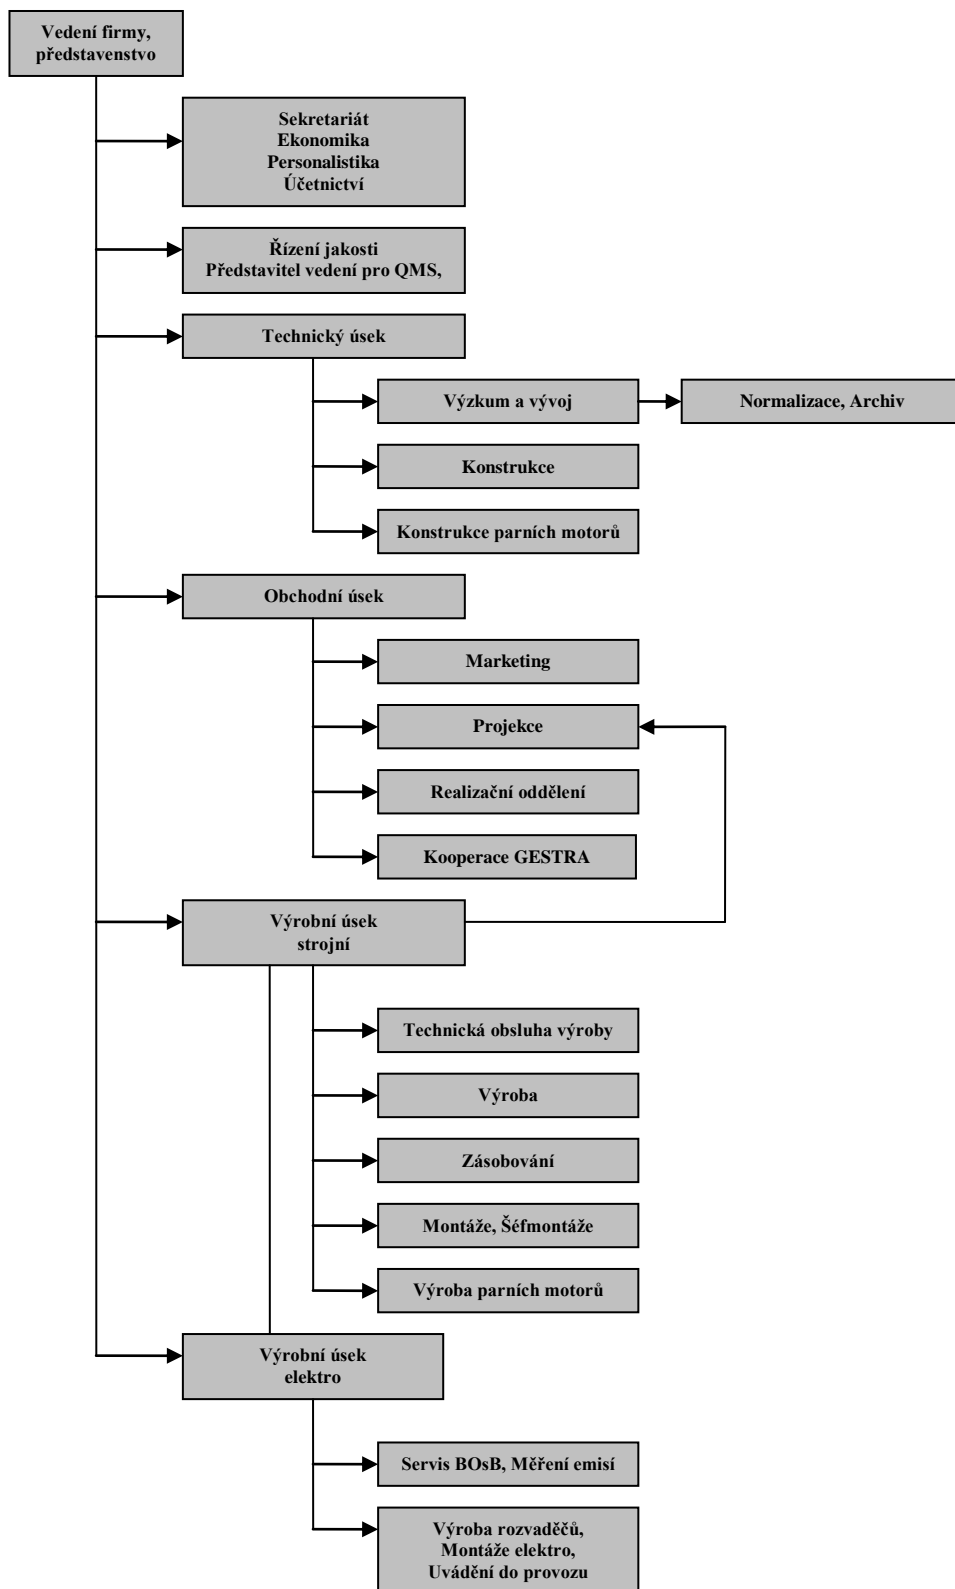 Vedení firmy,
představenstvo
Sekretariát
Ekonomika
Personalistika
Účetnictví
Řízení jakosti
Představitel vedení pro QMS,
Technický úsek
Výzkum a vývoj
Normalizace, Archiv
Konstrukce
Konstrukce parních motorů
Obchodní úsek
Marketing
Projekce
Realizační oddělení
Kooperace GESTRA
Výrobní úsek
strojní
Technická obsluha výroby
Výroba
Zásobování
Montáže, Šéfmontáže
Výroba parních motorů
Výrobní úsek
elektro
Servis BOsB, Měření emisí
Výroba rozvaděčů,
Montáže elektro,
Uvádění do provozu